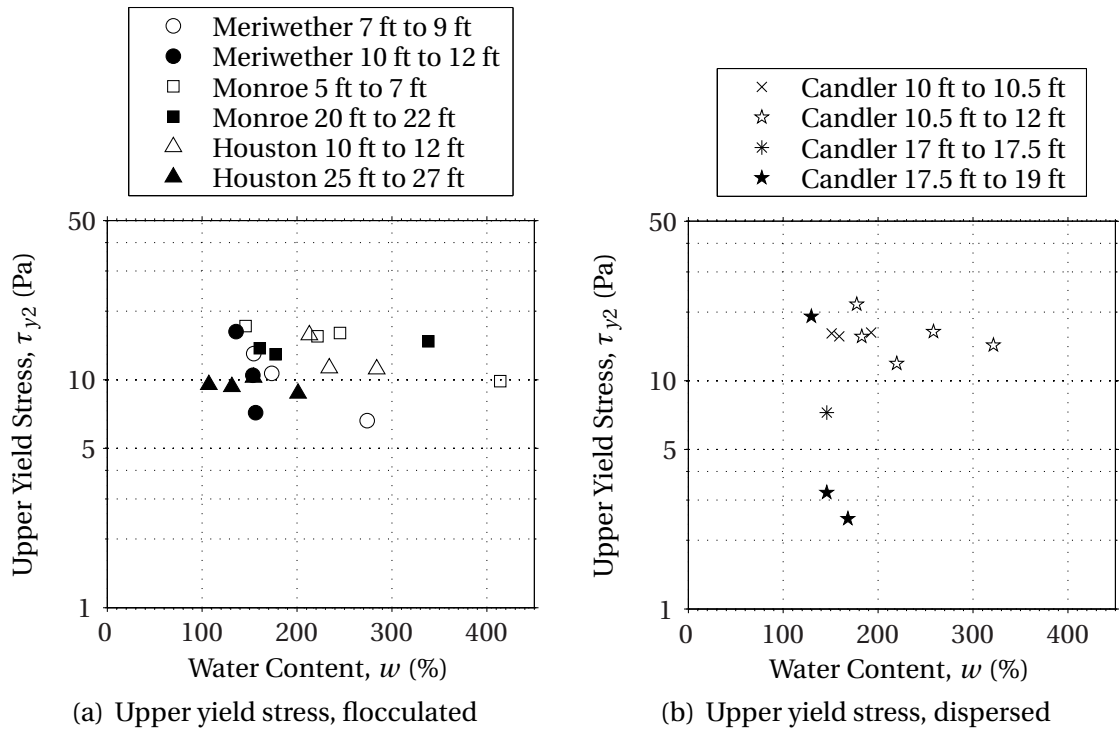 Meriwether 7 ft to 9 ft
Meriwether 10 ft to 12 ft
Monroe 5 ft to 7 ft
Monroe 20 ft to 22 ft
Houston 10 ft to 12 ft
Houston 25 ft to 27 ft
50
10
5
1
Upper Yield Stress, τy2 (Pa)
0 100 200 300 400
Water Content, w (%)
(a) Upper yield stress, flocculated
Candler 10 ft to 10.5 ft
Candler 10.5 ft to 12 ft
Candler 17 ft to 17.5 ft
Candler 17.5 ft to 19 ft
50
10
5
1
Upper Yield Stress, τy2 (Pa)
0 100 200 300 400
Water Content, w (%)
(b) Upper yield stress, dispersed